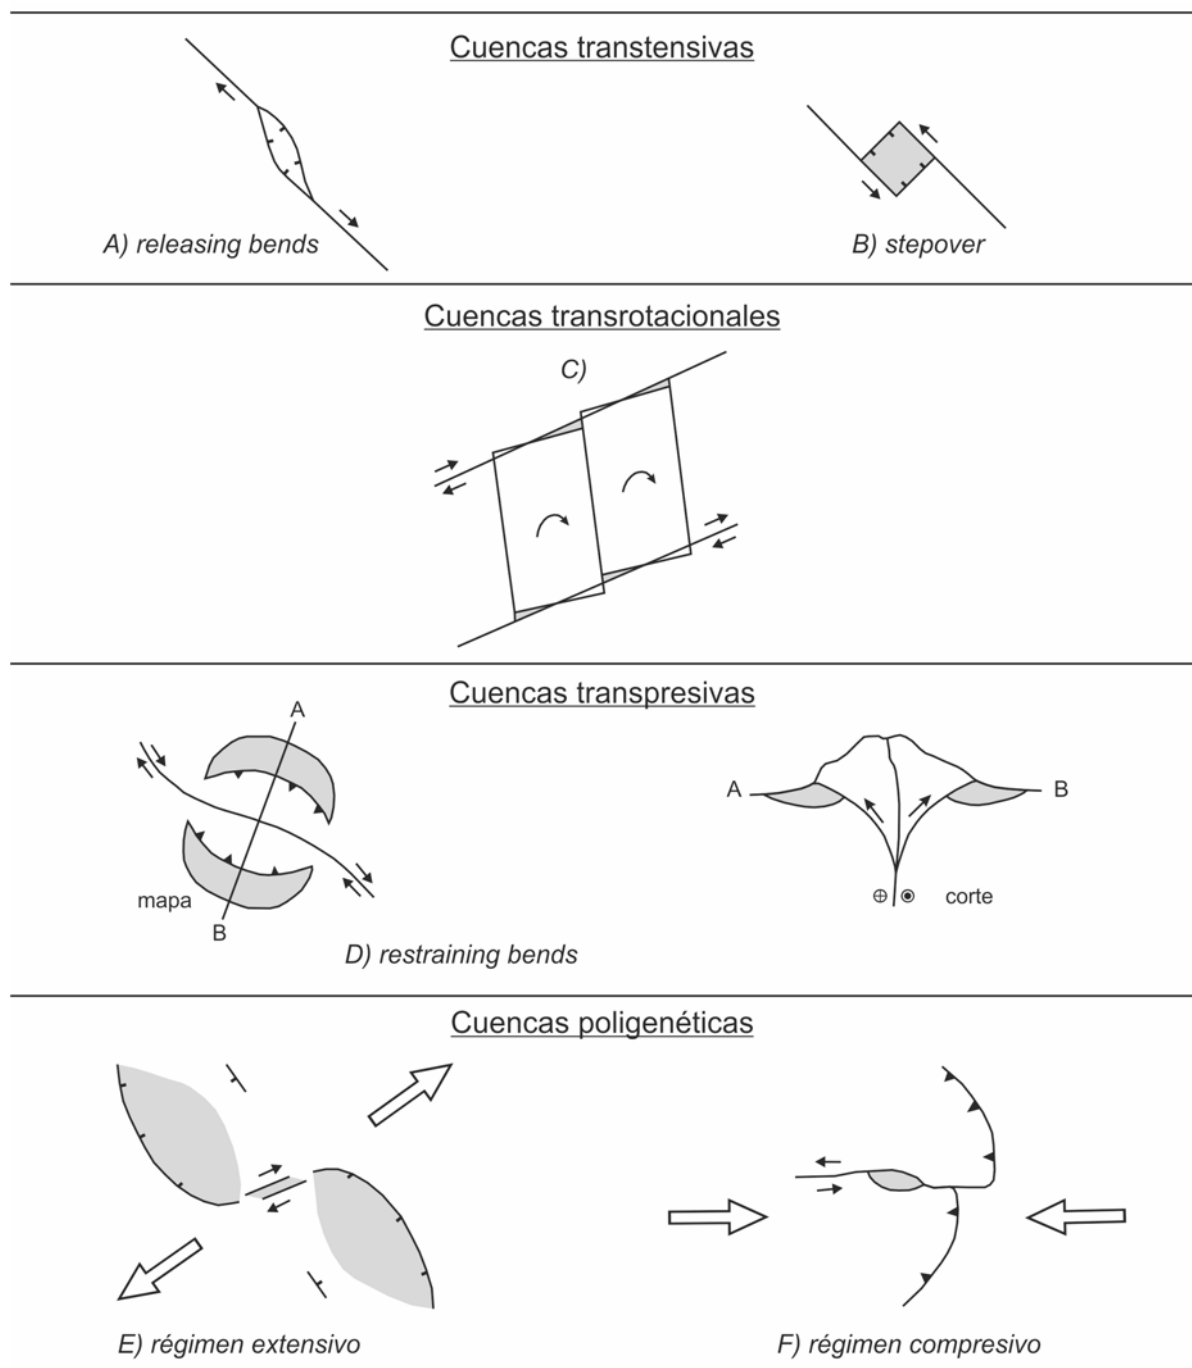 Cuencas transtensivas
A) releasing bends
B) stepover
Cuencas transrotacionales
C)
Cuencas transpresivas
A
A
B
mapa
B
corte
D) restraining bends
Cuencas poligenéticas
E) régimen extensivo
F) régimen compresivo